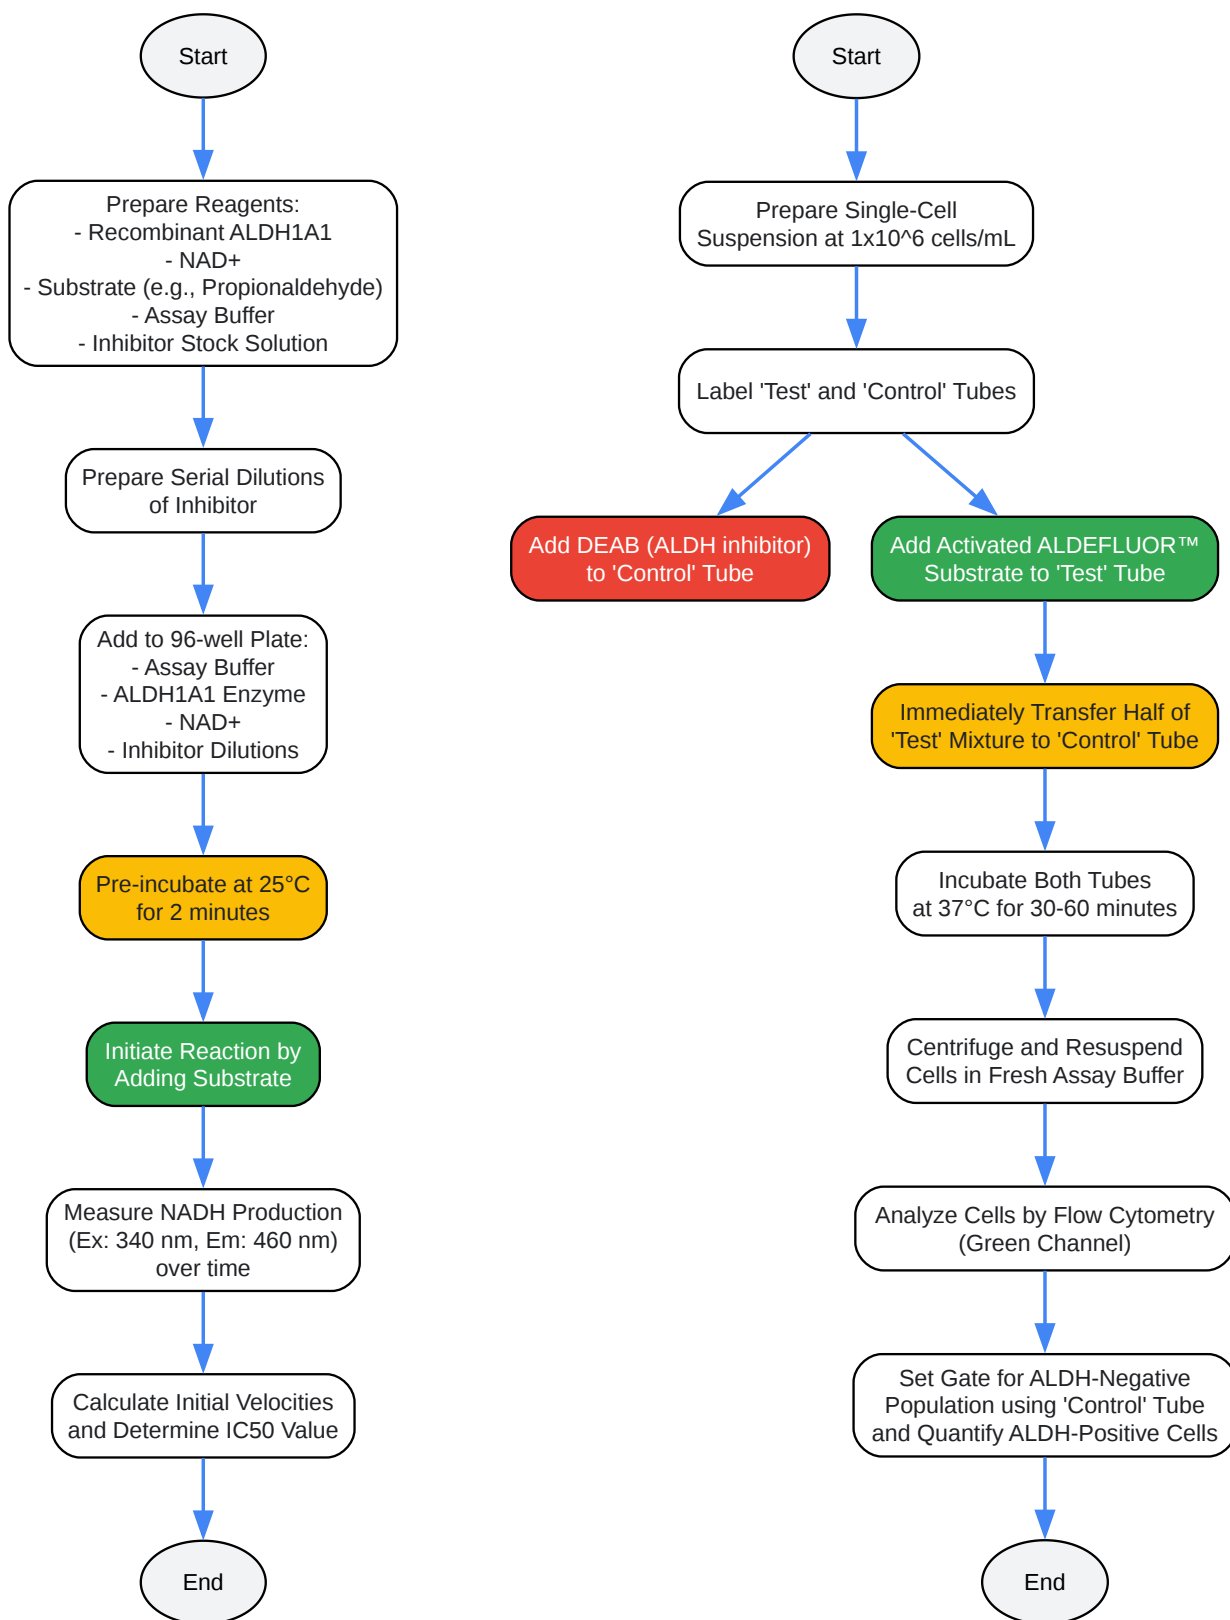 Start
Prepare Reagents:
- Recombinant ALDH1A1
- NAD+
- Substrate (e.g., Propionaldehyde)
- Assay Buffer
- Inhibitor Stock Solution
Prepare Serial Dilutions
of Inhibitor
Add to 96-well Plate:
- Assay Buffer
- ALDH1A1 Enzyme
- NAD+
- Inhibitor Dilutions
Pre-incubate at 25°C
for 2 minutes
Initiate Reaction by
Adding Substrate
Measure NADH Production
(Ex: 340 nm, Em: 460 nm)
over time
Calculate Initial Velocities
and Determine IC50 Value
End
Start
Prepare Single-Cell
Suspension at 1x10^6 cells/mL
Label 'Test' and 'Control' Tubes
Add DEAB (ALDH inhibitor)
to 'Control' Tube
Add Activated ALDEFLUOR™
Substrate to 'Test' Tube
Immediately Transfer Half of
'Test' Mixture to 'Control' Tube
Incubate Both Tubes
at 37°C for 30-60 minutes
Centrifuge and Resuspend
Cells in Fresh Assay Buffer
Analyze Cells by Flow Cytometry
(Green Channel)
Set Gate for ALDH-Negative
Population using 'Control' Tube
and Quantify ALDH-Positive Cells
End